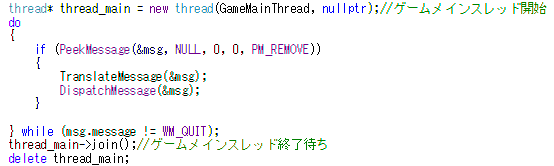 thread* thread_main = new thread(GameMainThread, nullptr);//ゲームメインスレッド開始
do
{
if (PeekMessage(&msg, NULL, 0, 0, PM_REMOVE))
{
TranslateMessage(&msg);
DispatchMessage(&msg);
}
} while (msg.message != WM_QUIT);
thread_main->join();//ゲームメインスレッド終了待ち
delete thread_main;